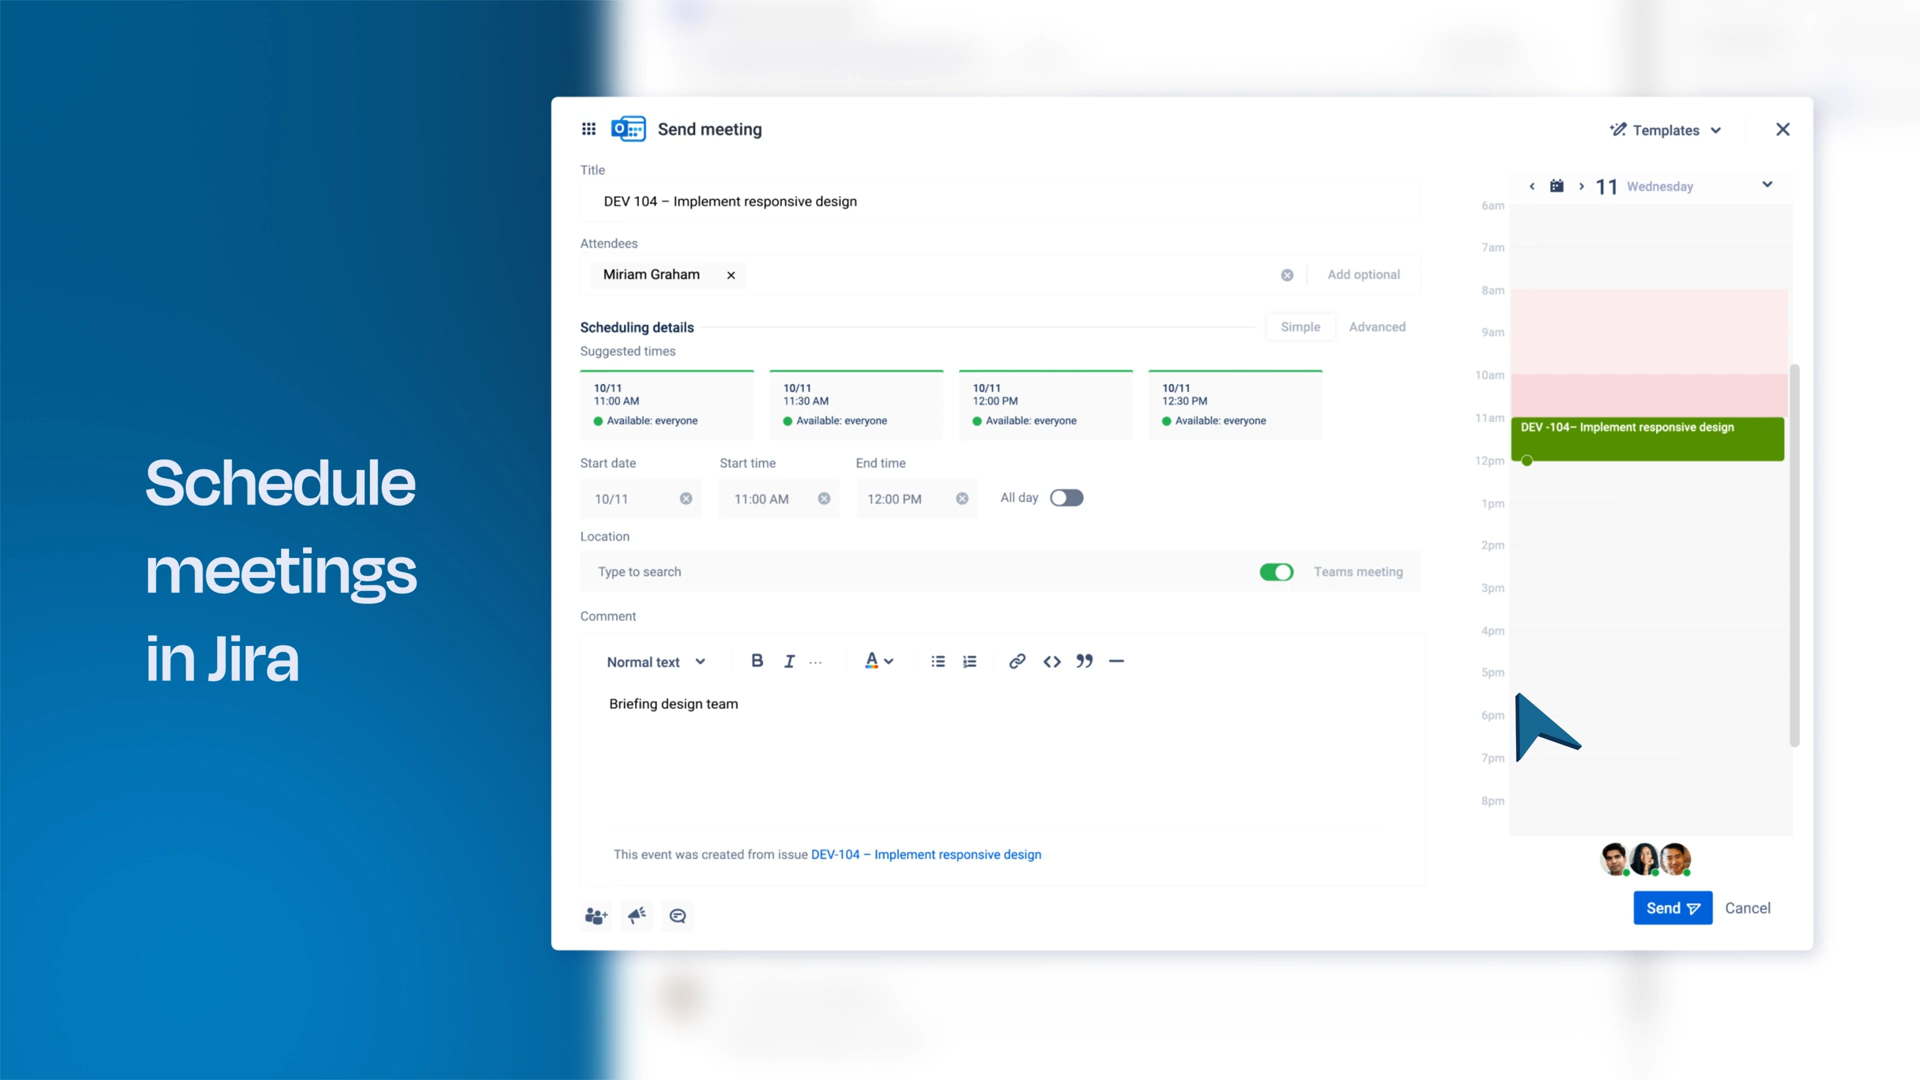 Schedule
meetings
in Jira
Send meeting
Templates
Title
DEV 104 – Implement responsive design
Attendees
Miriam Graham
Add optional
Scheduling details
Simple
Advanced
Suggested times
10/11
11:00 AM
Available: everyone
10/11
11:30 AM
Available: everyone
10/11
12:00 PM
Available: everyone
10/11
12:30 PM
Available: everyone
Start date
Start time
End time
10/11
11:00 AM
12:00 PM
All day
Location
Type to search
Teams meeting
Comment
Normal text
B I ... A
Briefing design team
This event was created from issue DEV-104 – Implement responsive design
11 Wednesday
6am
7am
8am
9am
10am
11am
DEV -104– Implement responsive design
12pm
1pm
2pm
3pm
4pm
5pm
6pm
7pm
8pm
Send
Cancel